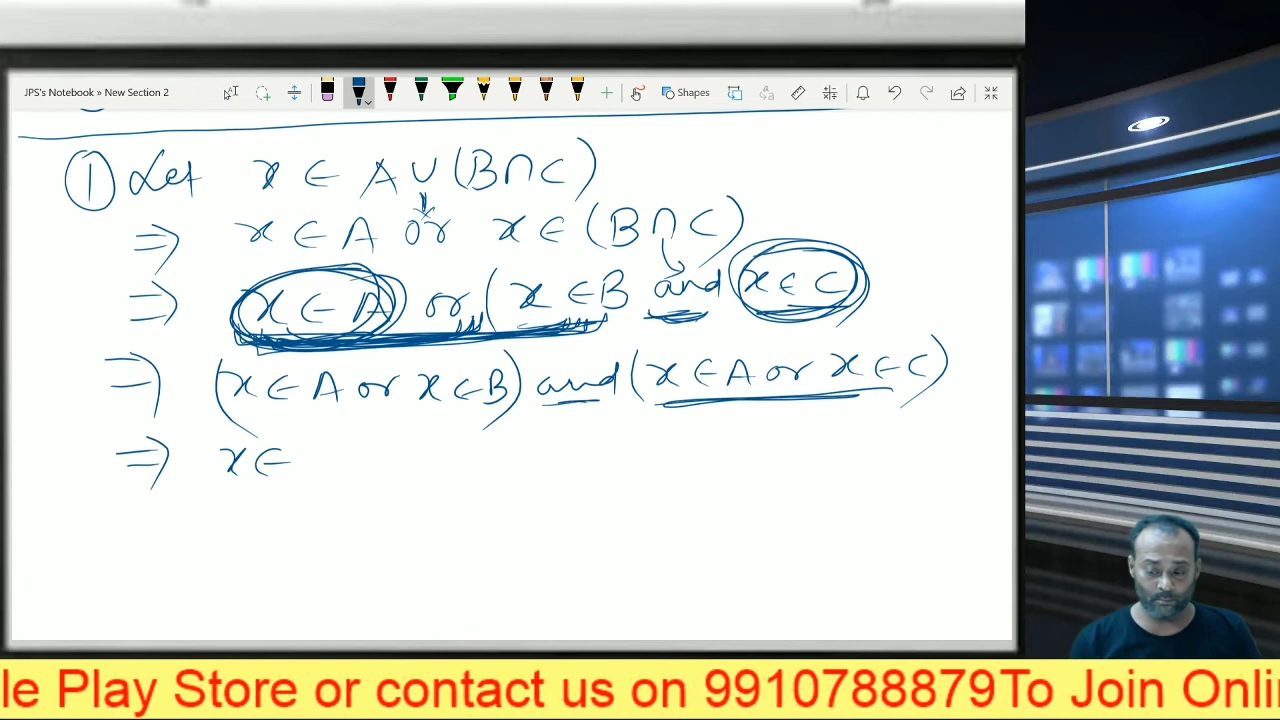 JPS's Notebook » New Section 2
Shapes
① Let x ∈ A ∪ (B∩C)
⇒ x ∈ A or x ∈ (B∩C)
⇒ x ∈ A) or (x ∈ B and (x ∈ C)
⇒ (x ∈ A or x ∈ B) and (x ∈ A or x ∈ C)
⇒ x ∈
le Play Store or contact us on 9910788879To Join Onli